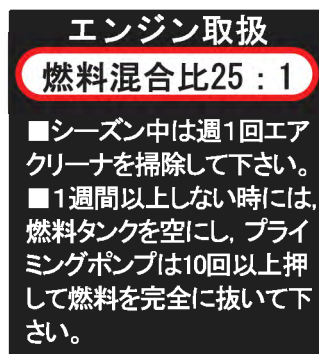 エンジン取扱
燃料混合比25：1
■シーズン中は週1回エア
クリーナを掃除して下さい。
■1週間以上しない時には,
燃料タンクを空にし, プライ
ミングポンプは10回以上押
して燃料を完全に抜いて下
さい。